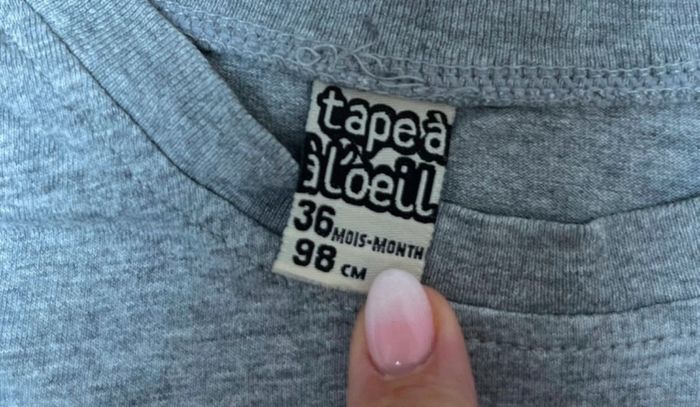 tape à
à l'oeil
36 MOIS-MONTH
98 CM